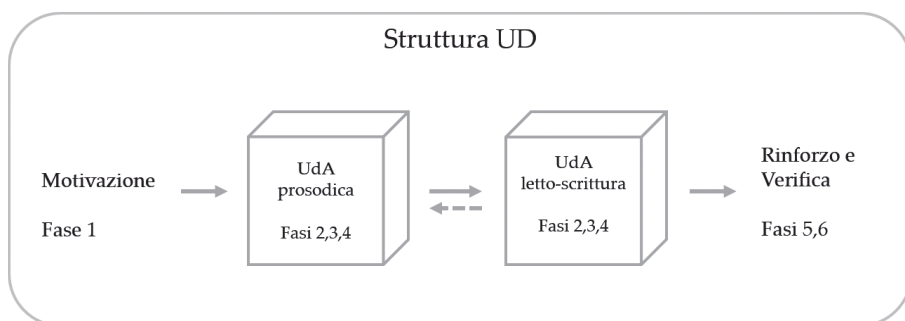 Struttura UD
Motivazione
Fase 1
UdA
prosodica
Fasi 2,3,4
UdA
letto-scrittura
Fasi 2,3,4
Rinforzo e
Verifica
Fasi 5,6